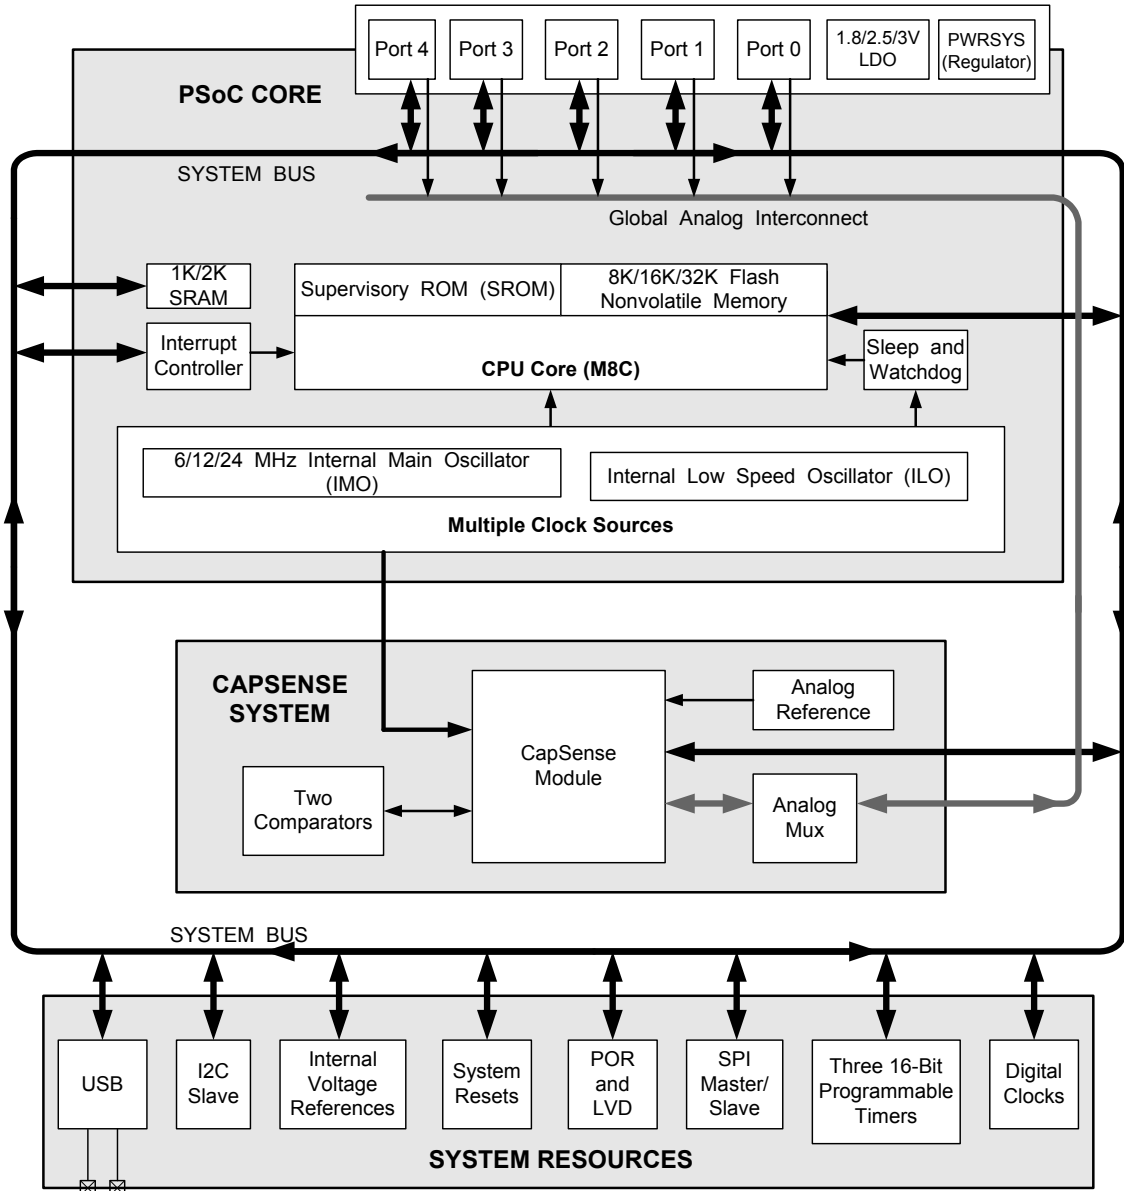 Port 4
Port 3
Port 2
Port 1
Port 0
1.8/2.5/3V
LDO
PWRSYS
(Regulator)
PSoC CORE
SYSTEM BUS
Global Analog Interconnect
1K/2K
SRAM
Supervisory ROM (SROM)
8K/16K/32K Flash
Nonvolatile Memory
Interrupt
Controller
CPU Core (M8C)
Sleep and
Watchdog
6/12/24 MHz Internal Main Oscillator
(IMO)
Internal Low Speed Oscillator (ILO)
Multiple Clock Sources
CAPSENSE
SYSTEM
Analog
Reference
CapSense
Module
Two
Comparators
Analog
Mux
SYSTEM BUS
USB
I2C
Slave
Internal
Voltage
References
System
Resets
POR
and
LVD
SPI
Master/
Slave
Three 16-Bit
Programmable
Timers
Digital
Clocks
SYSTEM RESOURCES